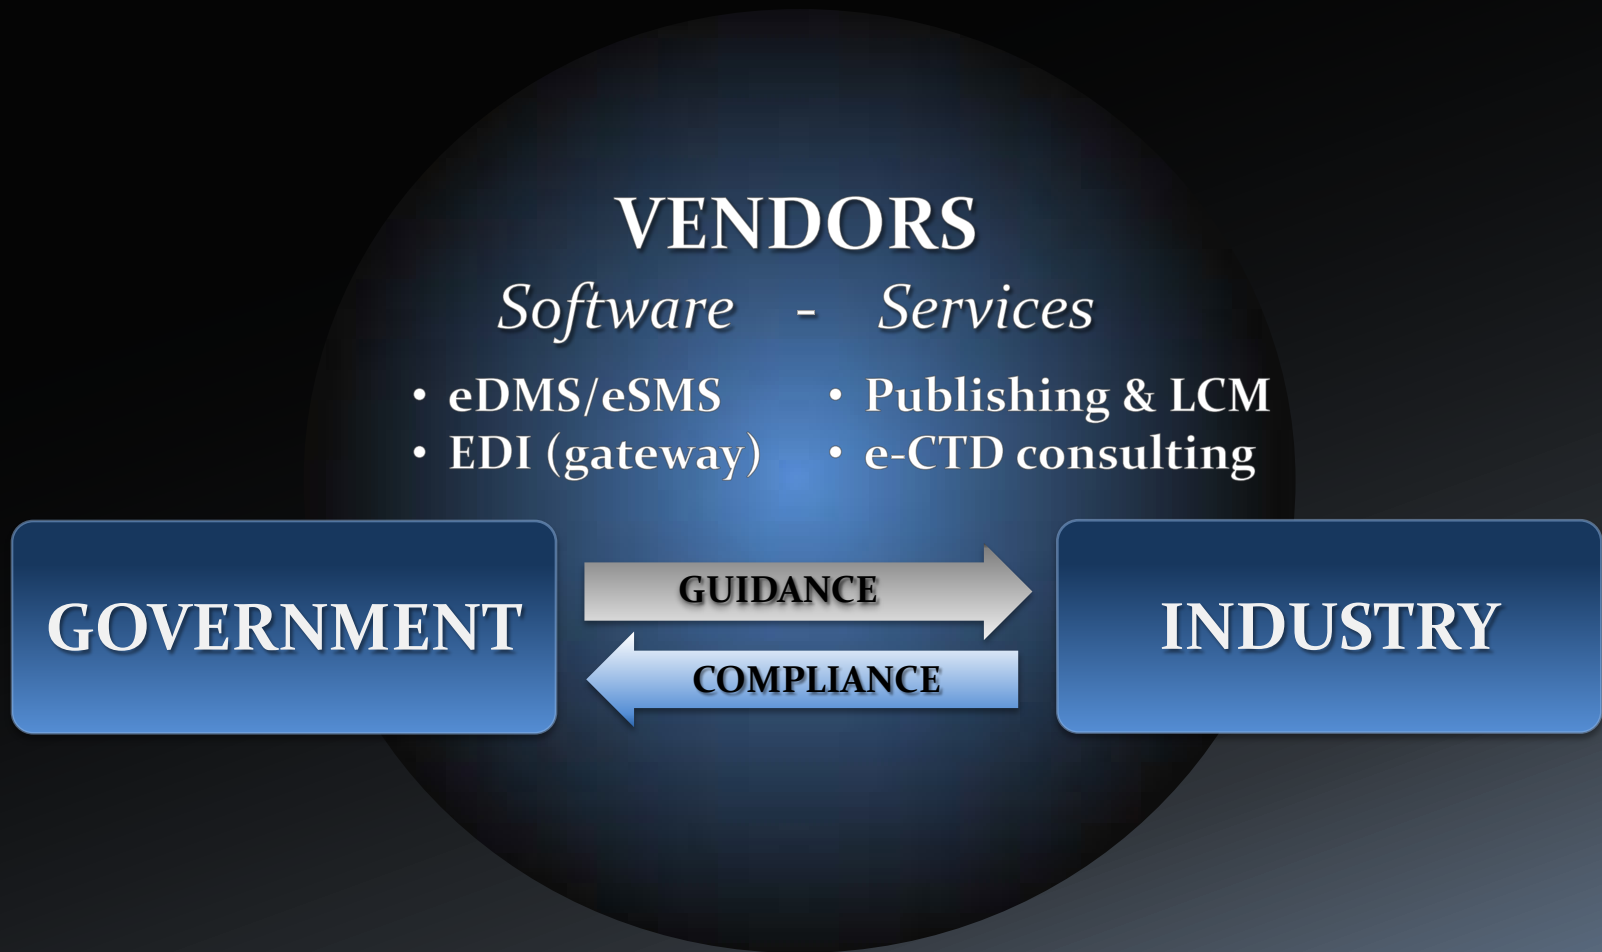 VENDORS
Software - Services
• eDMS/eSMS
• EDI (gateway)
• Publishing & LCM
• e-CTD consulting
GOVERNMENT
GUIDANCE
COMPLIANCE
INDUSTRY